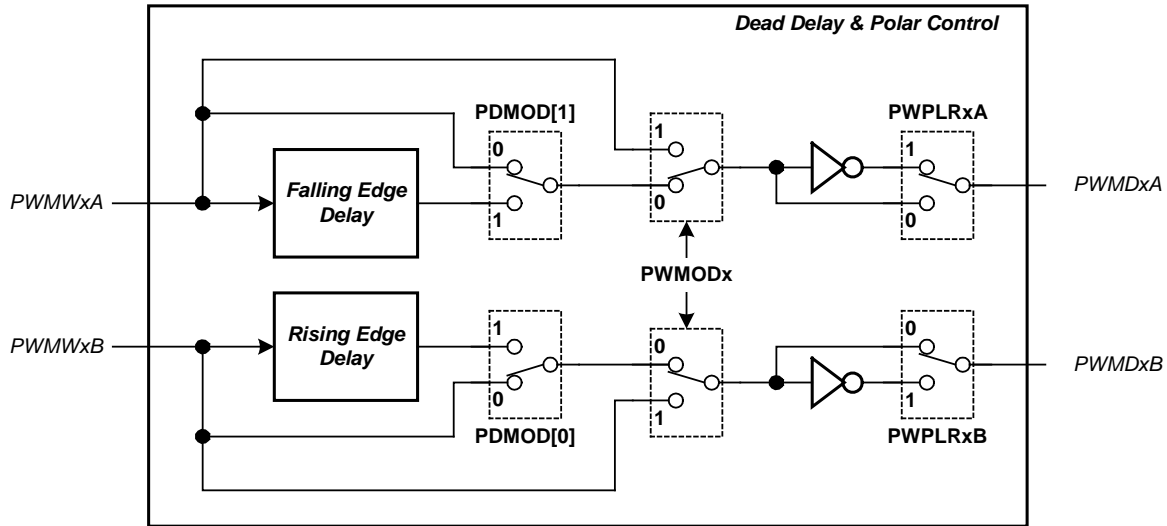 Dead Delay & Polar Control
PDMOD[1]
PWPLRxA
1
1
0
Falling Edge
Delay
PWMWxA
PWMDxA
1
0
0
PWMODx
Rising Edge
Delay
1
0
0
PWMWxB
PWMDxB
0
1
1
PDMOD[0]
PWPLRxB